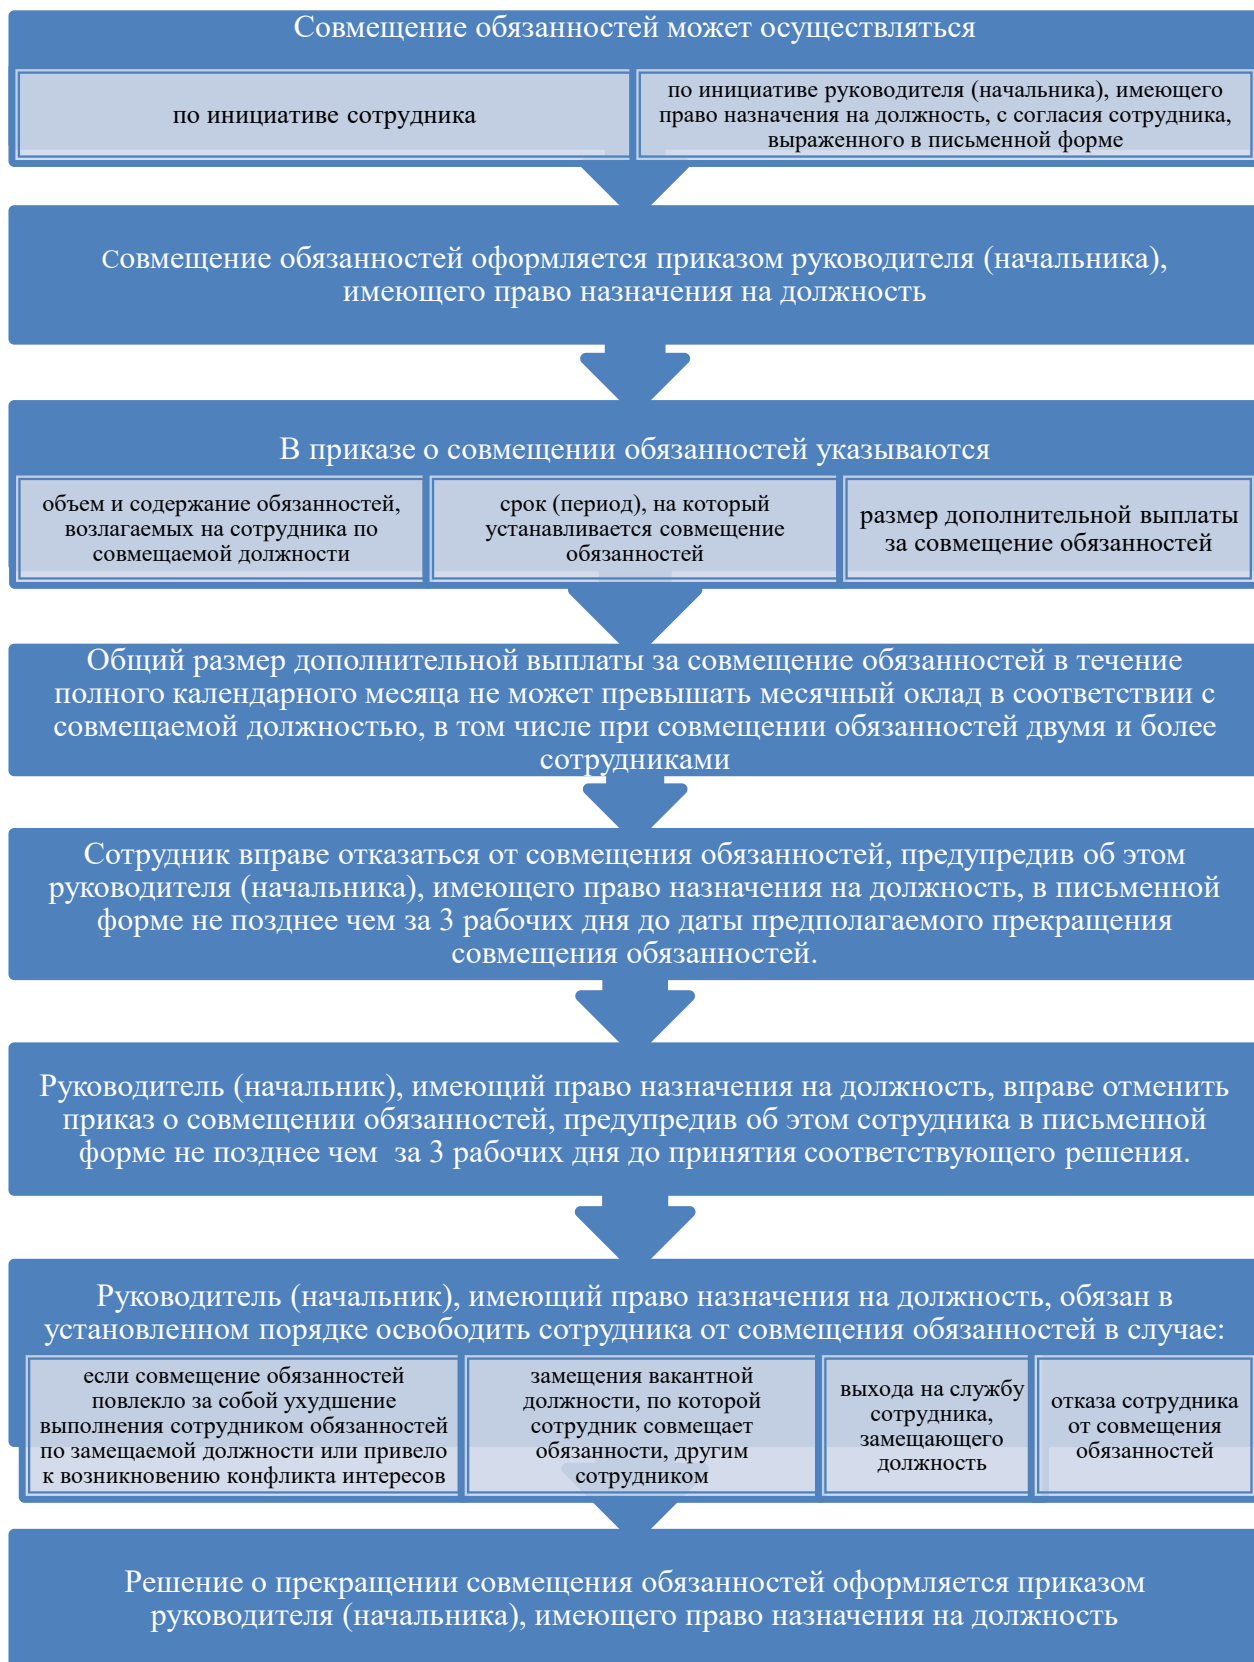 Совмещение обязанностей может осуществляться
по инициативе сотрудника
по инициативе руководителя (начальника), имеющего
право назначения на должность, с согласия сотрудника,
выраженного в письменной форме
Совмещение обязанностей оформляется приказом руководителя (начальника),
имеющего право назначения на должность
В приказе о совмещении обязанностей указываются
объем и содержание обязанностей,
возлагаемых на сотрудника по
совмещаемой должности
срок (период), на который
устанавливается совмещение
обязанностей
размер дополнительной выплаты
за совмещение обязанностей
Общий размер дополнительной выплаты за совмещение обязанностей в течение
полного календарного месяца не может превышать месячный оклад в соответствии с
совмещаемой должностью, в том числе при совмещении обязанностей двумя и более
сотрудниками
Сотрудник вправе отказаться от совмещения обязанностей, предупредив об этом
руководителя (начальника), имеющего право назначения на должность, в письменной
форме не позднее чем за 3 рабочих дня до даты предполагаемого прекращения
совмещения обязанностей.
Руководитель (начальник), имеющий право назначения на должность, вправе отменить
приказ о совмещении обязанностей, предупредив об этом сотрудника в письменной
форме не позднее чем за 3 рабочих дня до принятия соответствующего решения.
Руководитель (начальник), имеющий право назначения на должность, обязан в
установленном порядке освободить сотрудника от совмещения обязанностей в случае:
если совмещение обязанностей
повлекло за собой ухудшение
выполнения сотрудником обязанностей
по замещаемой должности или привело
к возникновению конфликта интересов
замещения вакантной
должности, по которой
сотрудник совмещает
обязанности, другим
сотрудником
выхода на службу
сотрудника,
замещающего
должность
отказа сотрудника
от совмещения
обязанностей
Решение о прекращении совмещения обязанностей оформляется приказом
руководителя (начальника), имеющего право назначения на должность